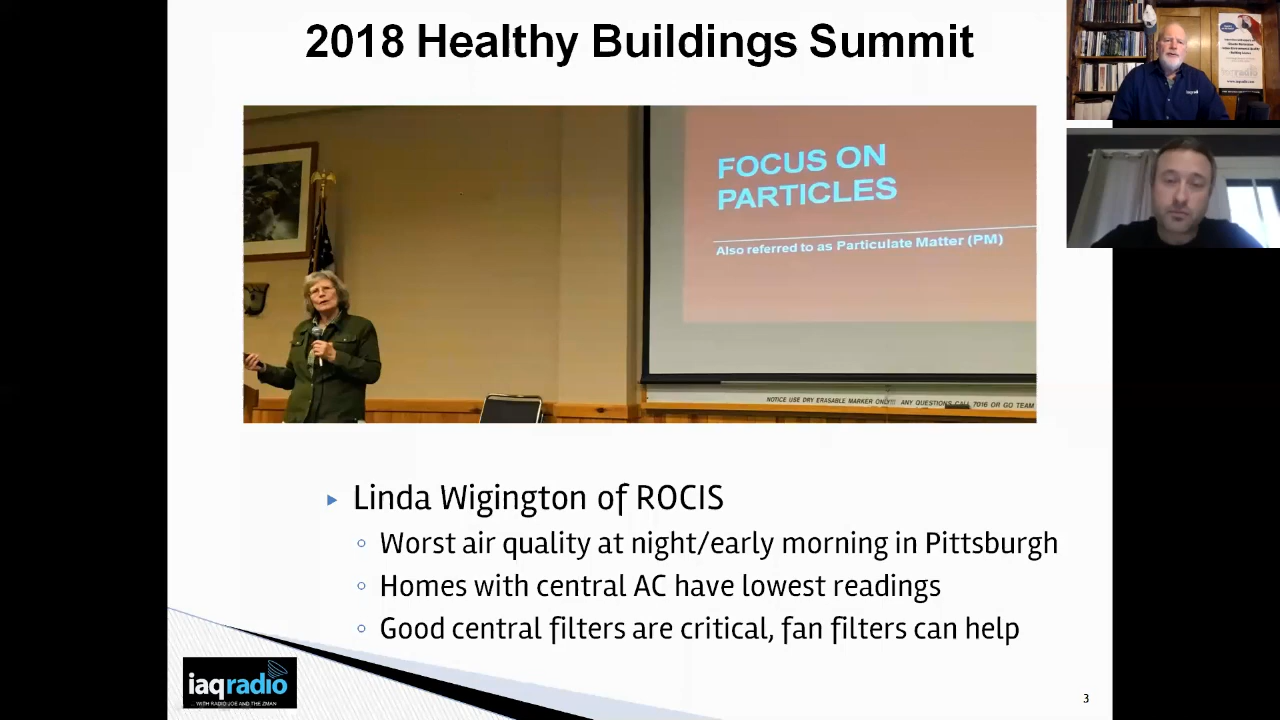 2018 Healthy Buildings Summit
FOCUS ON
PARTICLES
Also referred to as Particulate Matter (PM)
NOTICE USE DRY ERASABLE MARKER ONLY!!! ANY QUESTIONS CALL 7016 OR GO TEAM
Linda Wigington of ROCIS
Worst air quality at night/early morning in Pittsburgh
Homes with central AC have lowest readings
Good central filters are critical, fan filters can help
iaqradio
... WITH RADIO JOE AND THE ZMAN
3
iaqradio